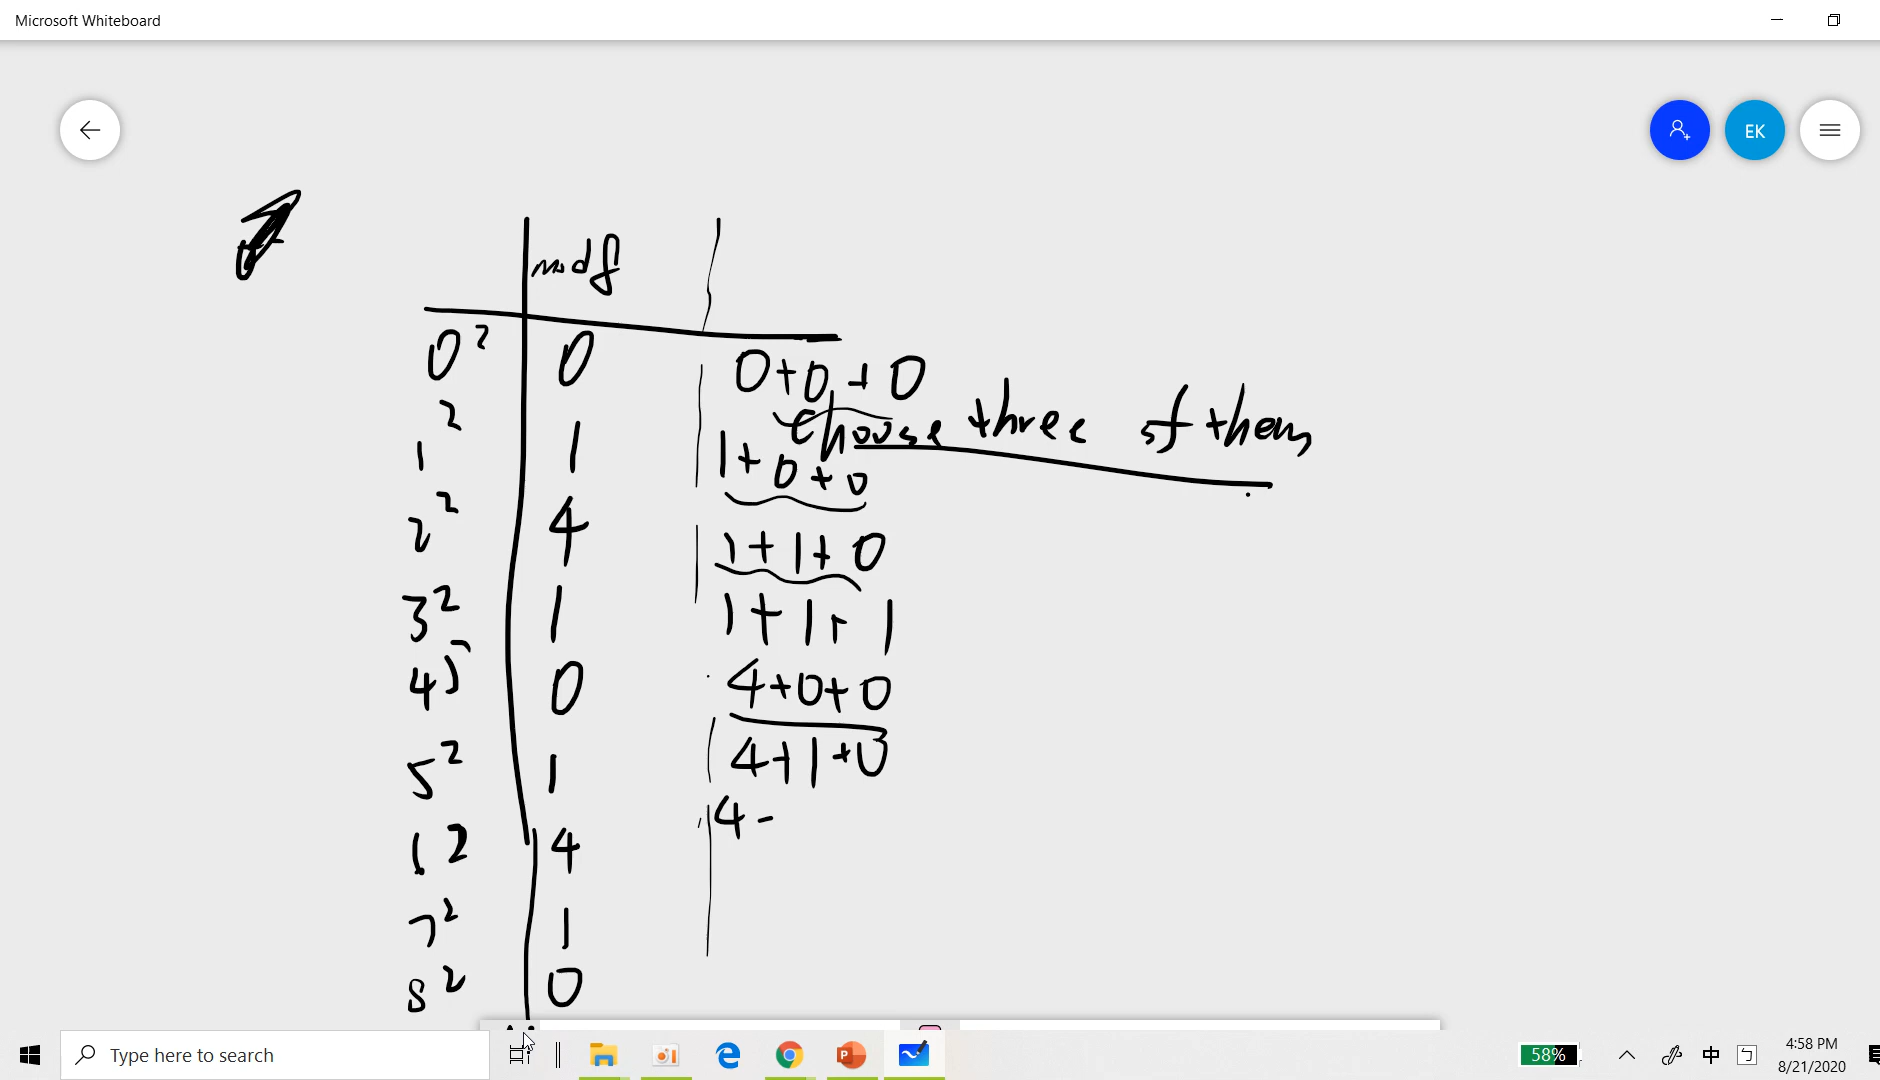 Microsoft Whiteboard
EK
mod 8
0² 0 0+0+0
choose three of them
1² 1 1+0+0
2² 4 1+1+0
3² 1 1+1+1
4² 0 4+0+0
5² 1 4+1+0
4 -
2 4
7² 1
8² 0
Type here to search
58%
中
4:58 PM
8/21/2020